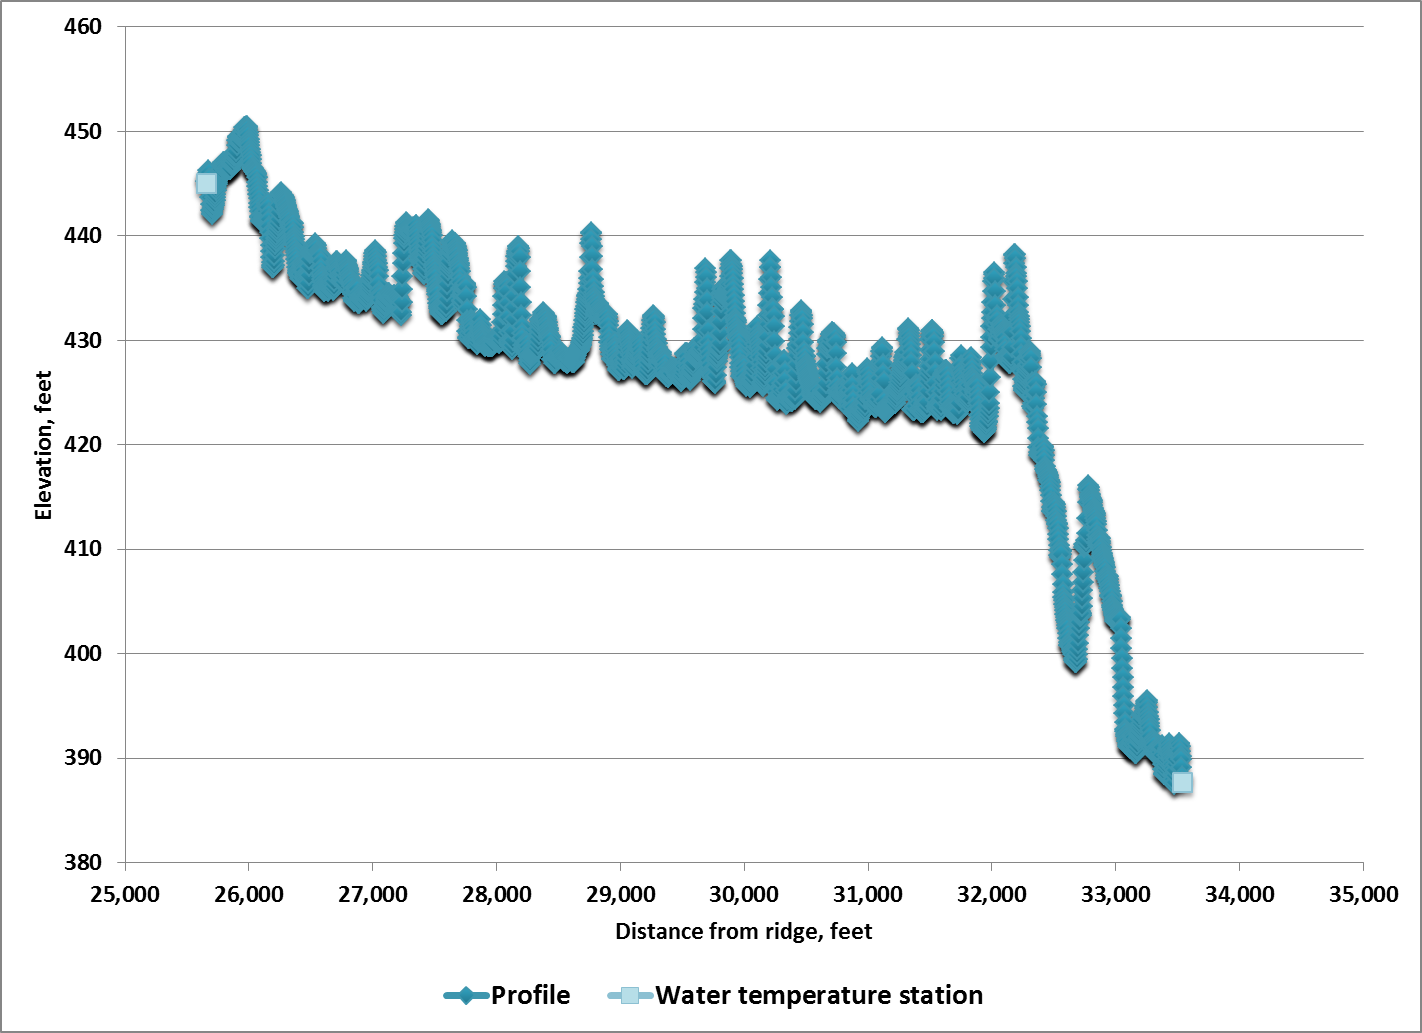 460
450
440
430
420
410
400
390
380
Elevation, feet
25,000 26,000 27,000 28,000 29,000 30,000 31,000 32,000 33,000 34,000 35,000
Distance from ridge, feet
Profile Water temperature station